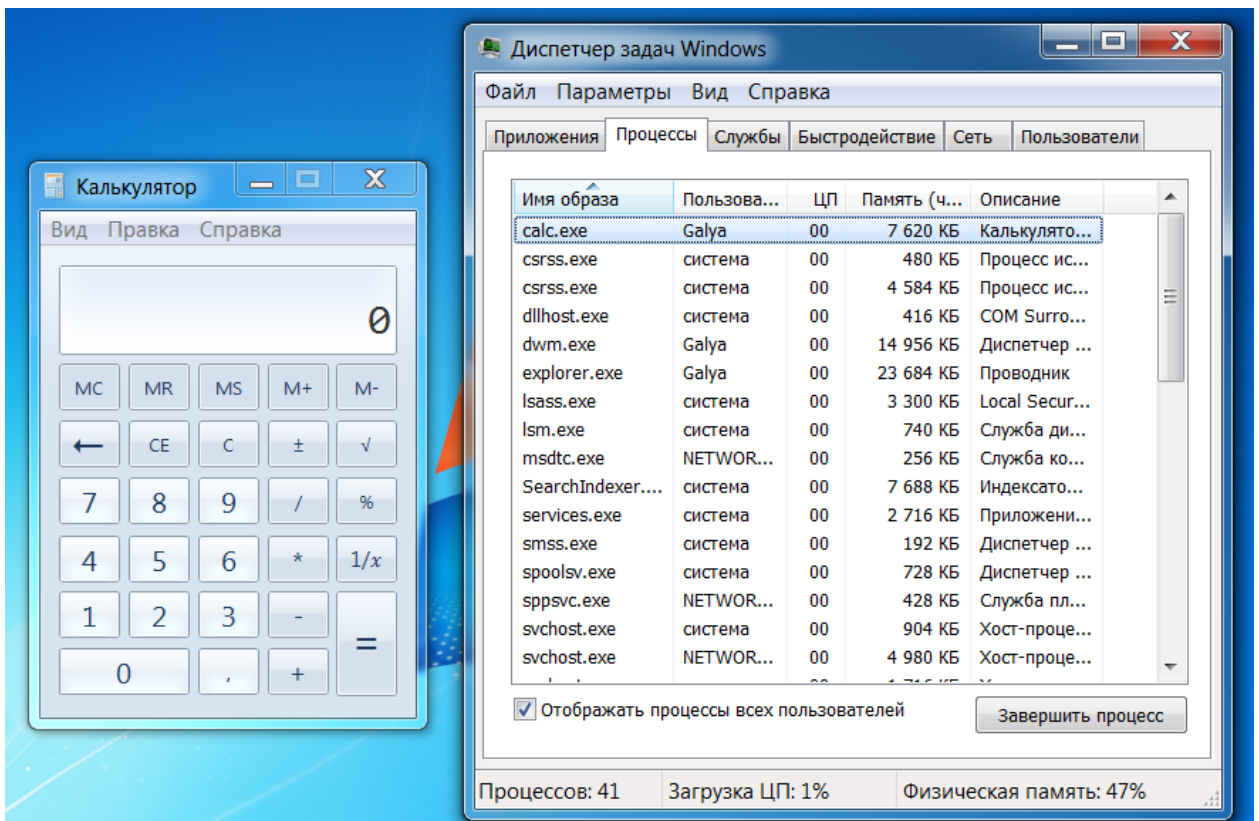 Калькулятор
Вид Правка Справка
0
MC MR MS M+ M-
← CE C ± √
7 8 9 / %
4 5 6 * 1/x
1 2 3 - =
0 , +
Диспетчер задач Windows
Файл Параметры Вид Справка
Приложения Процессы Службы Быстродействие Сеть Пользователи
Имя образа Пользова... ЦП Память (ч... Описание
calc.exe Galya 00 7 620 КБ Калькулято...
csrss.exe система 00 480 КБ Процесс ис...
csrss.exe система 00 4 584 КБ Процесс ис...
dllhost.exe система 00 416 КБ COM Surro...
dwm.exe Galya 00 14 956 КБ Диспетчер ...
explorer.exe Galya 00 23 684 КБ Проводник
lsass.exe система 00 3 300 КБ Local Secur...
lsm.exe система 00 740 КБ Служба ди...
msdtc.exe NETWOR... 00 256 КБ Служба ко...
SearchIndexer.... система 00 7 688 КБ Индексато...
services.exe система 00 2 716 КБ Приложени...
smss.exe система 00 192 КБ Диспетчер ...
spoolsv.exe система 00 728 КБ Диспетчер ...
sppsvc.exe NETWOR... 00 428 КБ Служба пл...
svchost.exe система 00 904 КБ Хост-проце...
svchost.exe NETWOR... 00 4 980 КБ Хост-проце...
Отображать процессы всех пользователей
Завершить процесс
Процессов: 41 Загрузка ЦП: 1% Физическая память: 47%